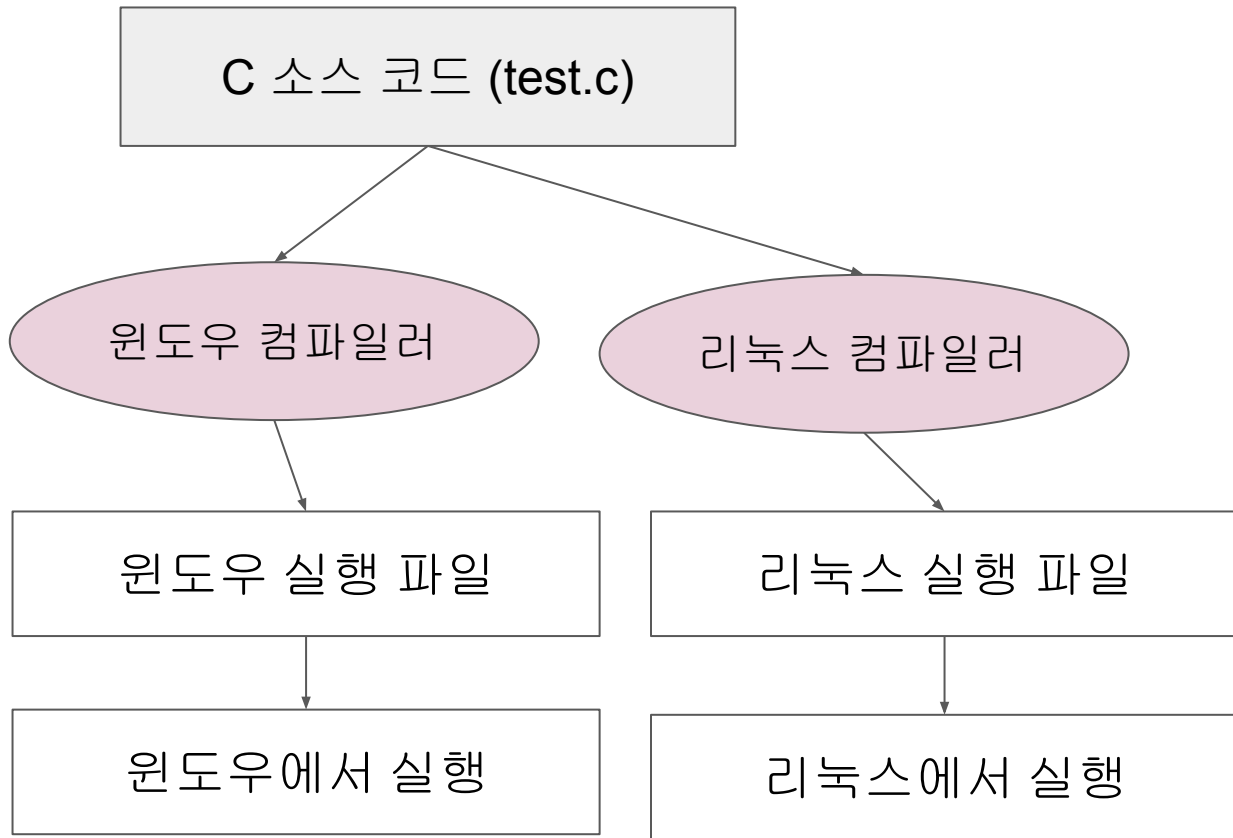 C 소스 코드 (test.c)
윈도우 컴파일러
리눅스 컴파일러
윈도우 실행 파일
리눅스 실행 파일
윈도우에서 실행
리눅스에서 실행